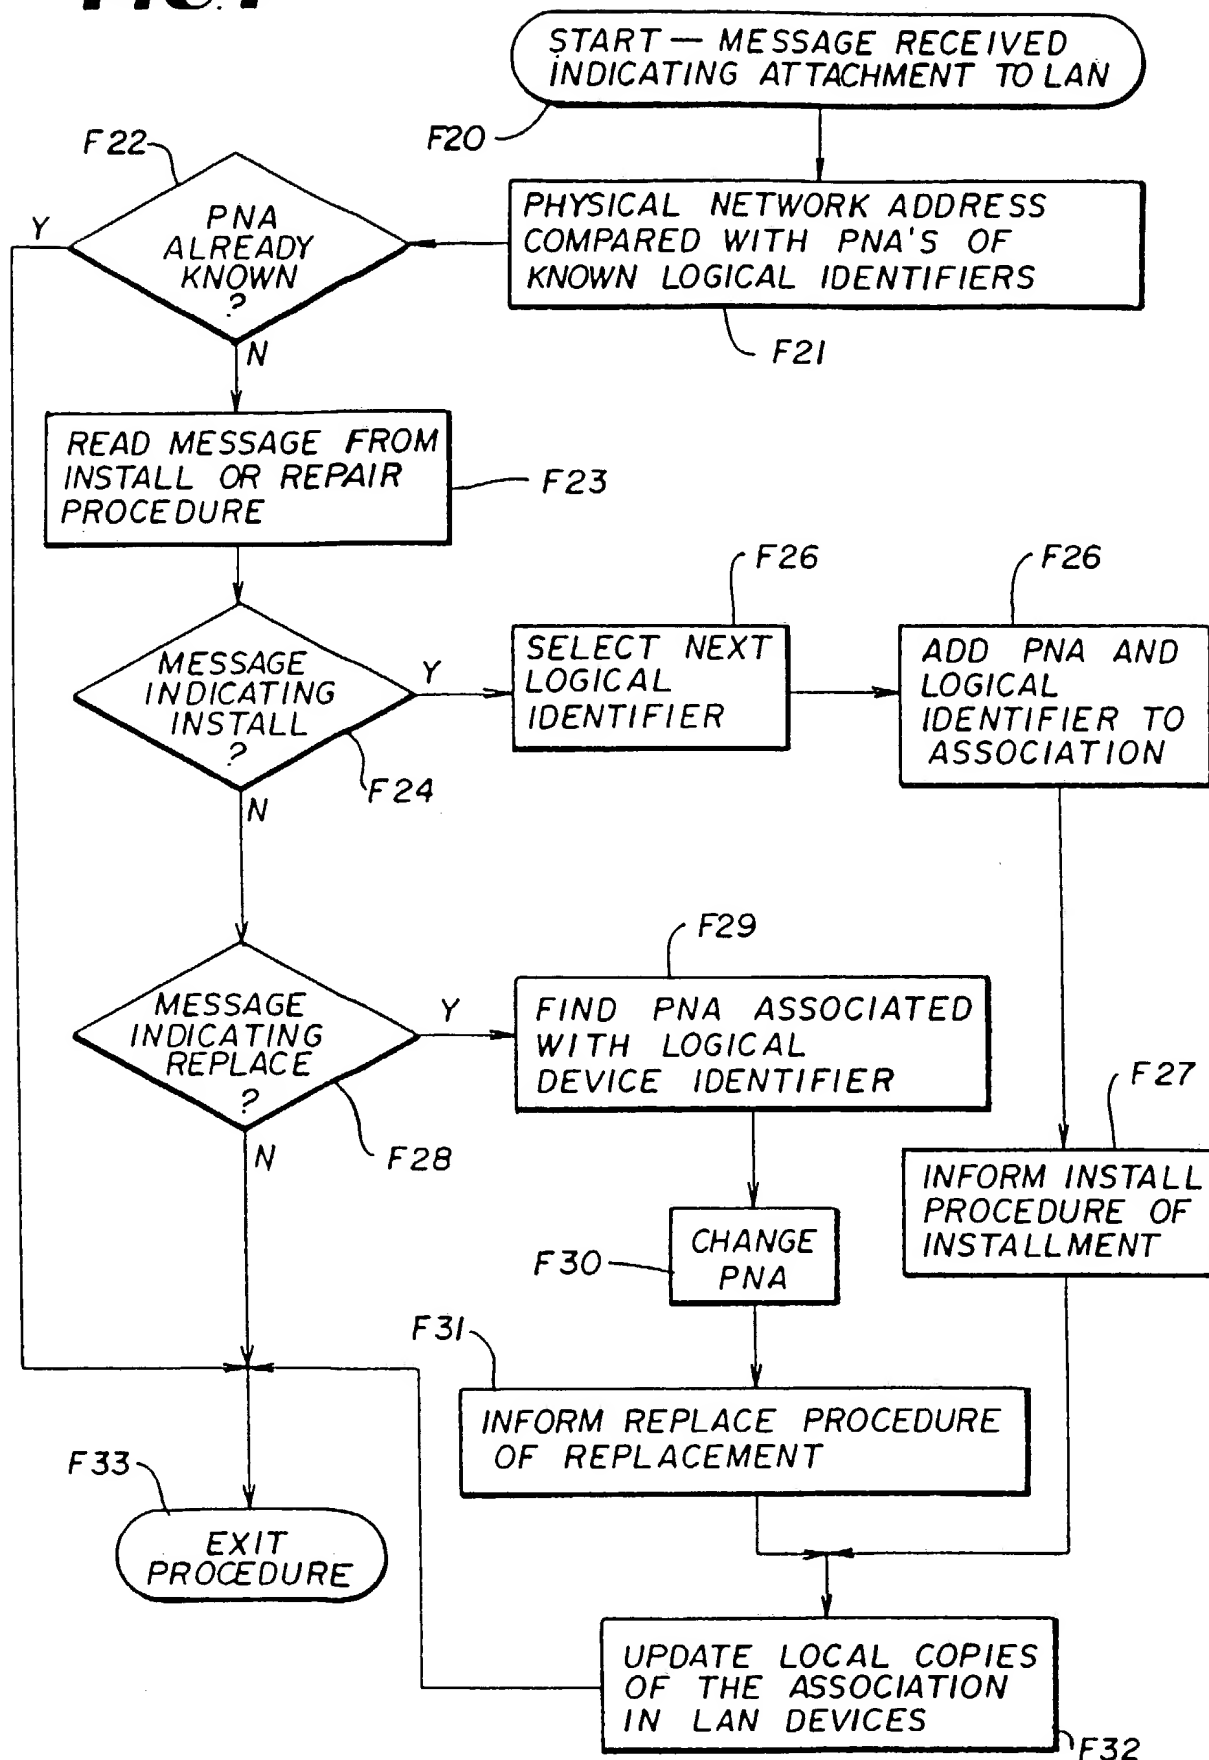 START — MESSAGE RECEIVED
INDICATING ATTACHMENT TO LAN
F20
F22
PHYSICAL NETWORK ADDRESS
COMPARED WITH PNA'S OF
KNOWN LOGICAL IDENTIFIERS
F21
Y
PNA
ALREADY
KNOWN
?
N
READ MESSAGE FROM
INSTALL OR REPAIR
PROCEDURE
F23
MESSAGE
INDICATING
INSTALL
?
F24
Y
N
F26
SELECT NEXT
LOGICAL
IDENTIFIER
F26
ADD PNA AND
LOGICAL
IDENTIFIER TO
ASSOCIATION
MESSAGE
INDICATING
REPLACE
?
F28
Y
N
F29
FIND PNA ASSOCIATED
WITH LOGICAL
DEVICE IDENTIFIER
F27
INFORM INSTALL
PROCEDURE OF
INSTALLMENT
F30
CHANGE
PNA
F31
INFORM REPLACE PROCEDURE
OF REPLACEMENT
F33
EXIT
PROCEDURE
UPDATE LOCAL COPIES
OF THE ASSOCIATION
IN LAN DEVICES
F32